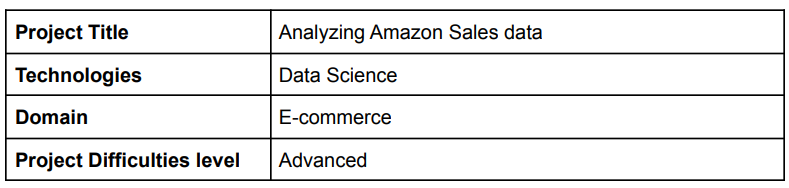 Project Title Analyzing Amazon Sales data
Technologies Data Science
Domain E-commerce
Project Difficulties level Advanced